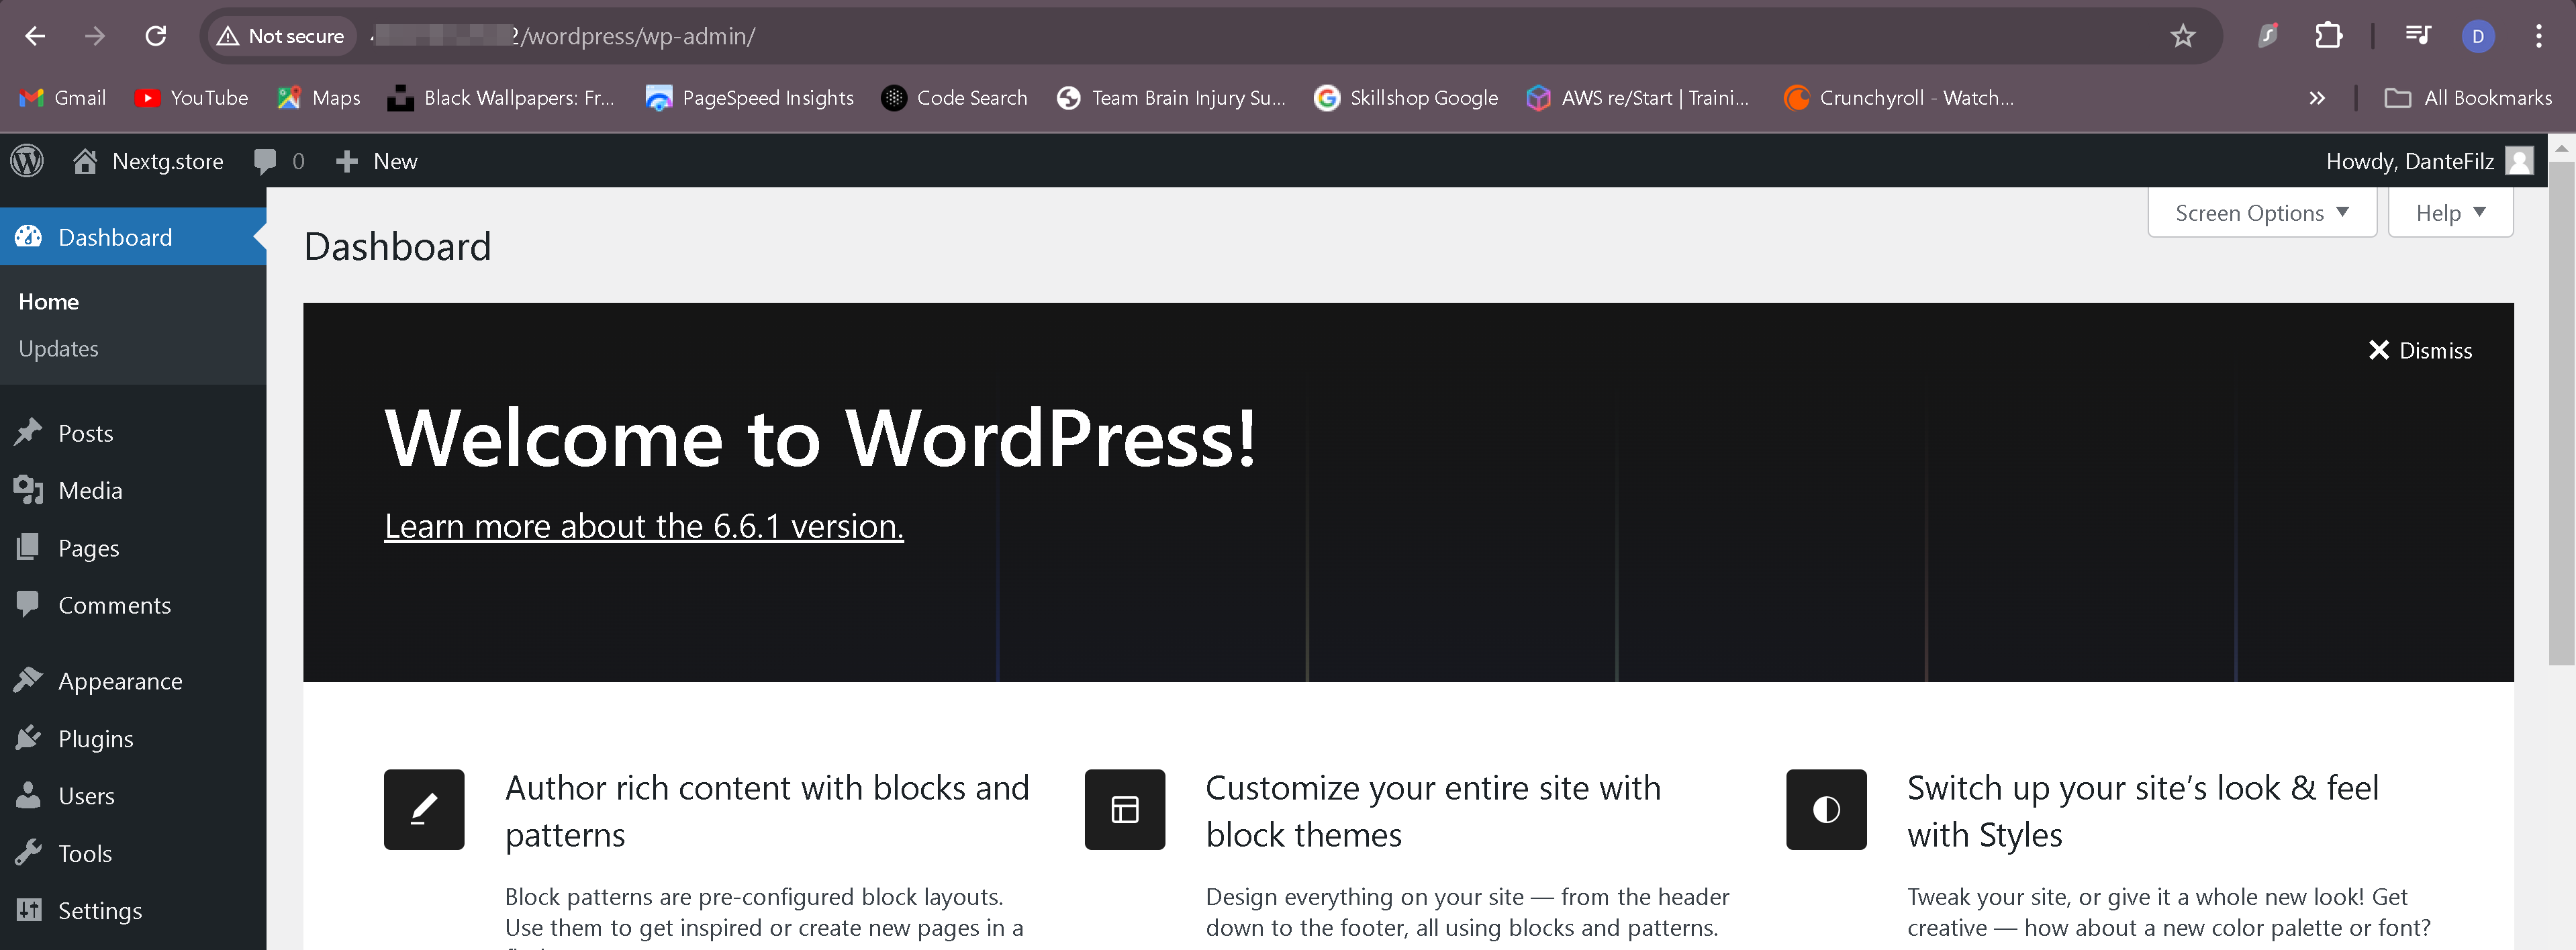 Not secure
/wordpress/wp-admin/
D
Gmail
YouTube
Maps
Black Wallpapers: Fr...
PageSpeed Insights
Code Search
Team Brain Injury Su...
Skillshop Google
AWS re/Start | Traini...
Crunchyroll - Watch...
All Bookmarks
Nextg.store
0
New
Howdy, DanteFilz
Screen Options
Help
Dashboard
Dashboard
Home
Updates
Posts
Media
Pages
Comments
Appearance
Plugins
Users
Tools
Settings
Dismiss
Welcome to WordPress!
Learn more about the 6.6.1 version.
Author rich content with blocks and
patterns
Block patterns are pre-configured block layouts.
Use them to get inspired or create new pages in a
Customize your entire site with
block themes
Design everything on your site — from the header
down to the footer, all using blocks and patterns.
Switch up your site’s look & feel
with Styles
Tweak your site, or give it a whole new look! Get
creative — how about a new color palette or font?